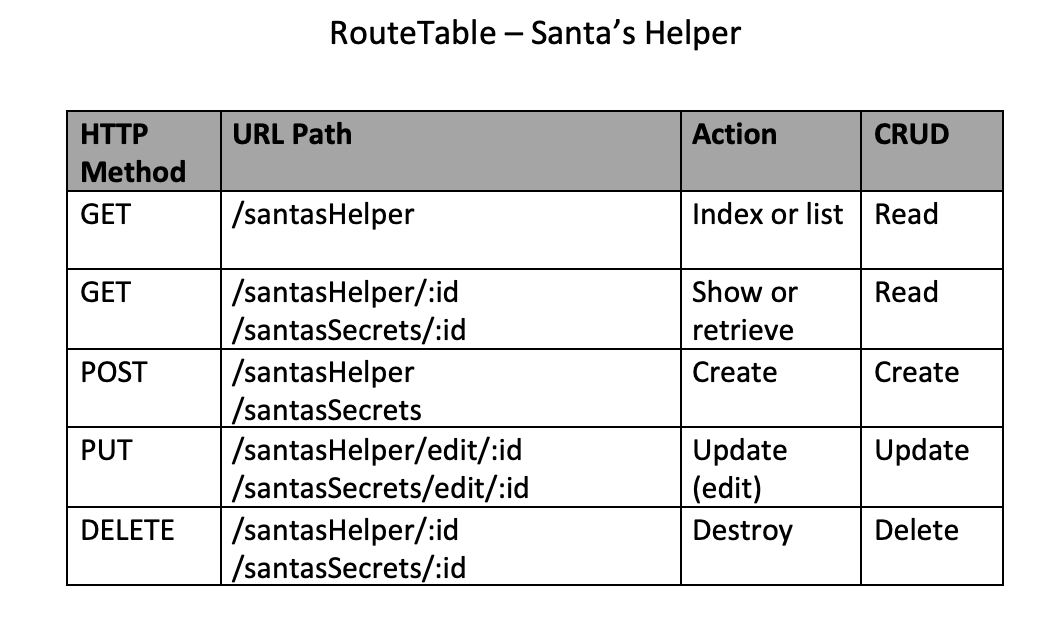 RouteTable – Santa’s Helper
HTTP Method URL Path Action CRUD
GET /santasHelper Index or list Read
GET /santasHelper/:id Show or Read
/santasSecrets/:id retrieve
POST /santasHelper Create Create
/santasSecrets
PUT /santasHelper/edit/:id Update Update
/santasSecrets/edit/:id (edit)
DELETE /santasHelper/:id Destroy Delete
/santasSecrets/:id